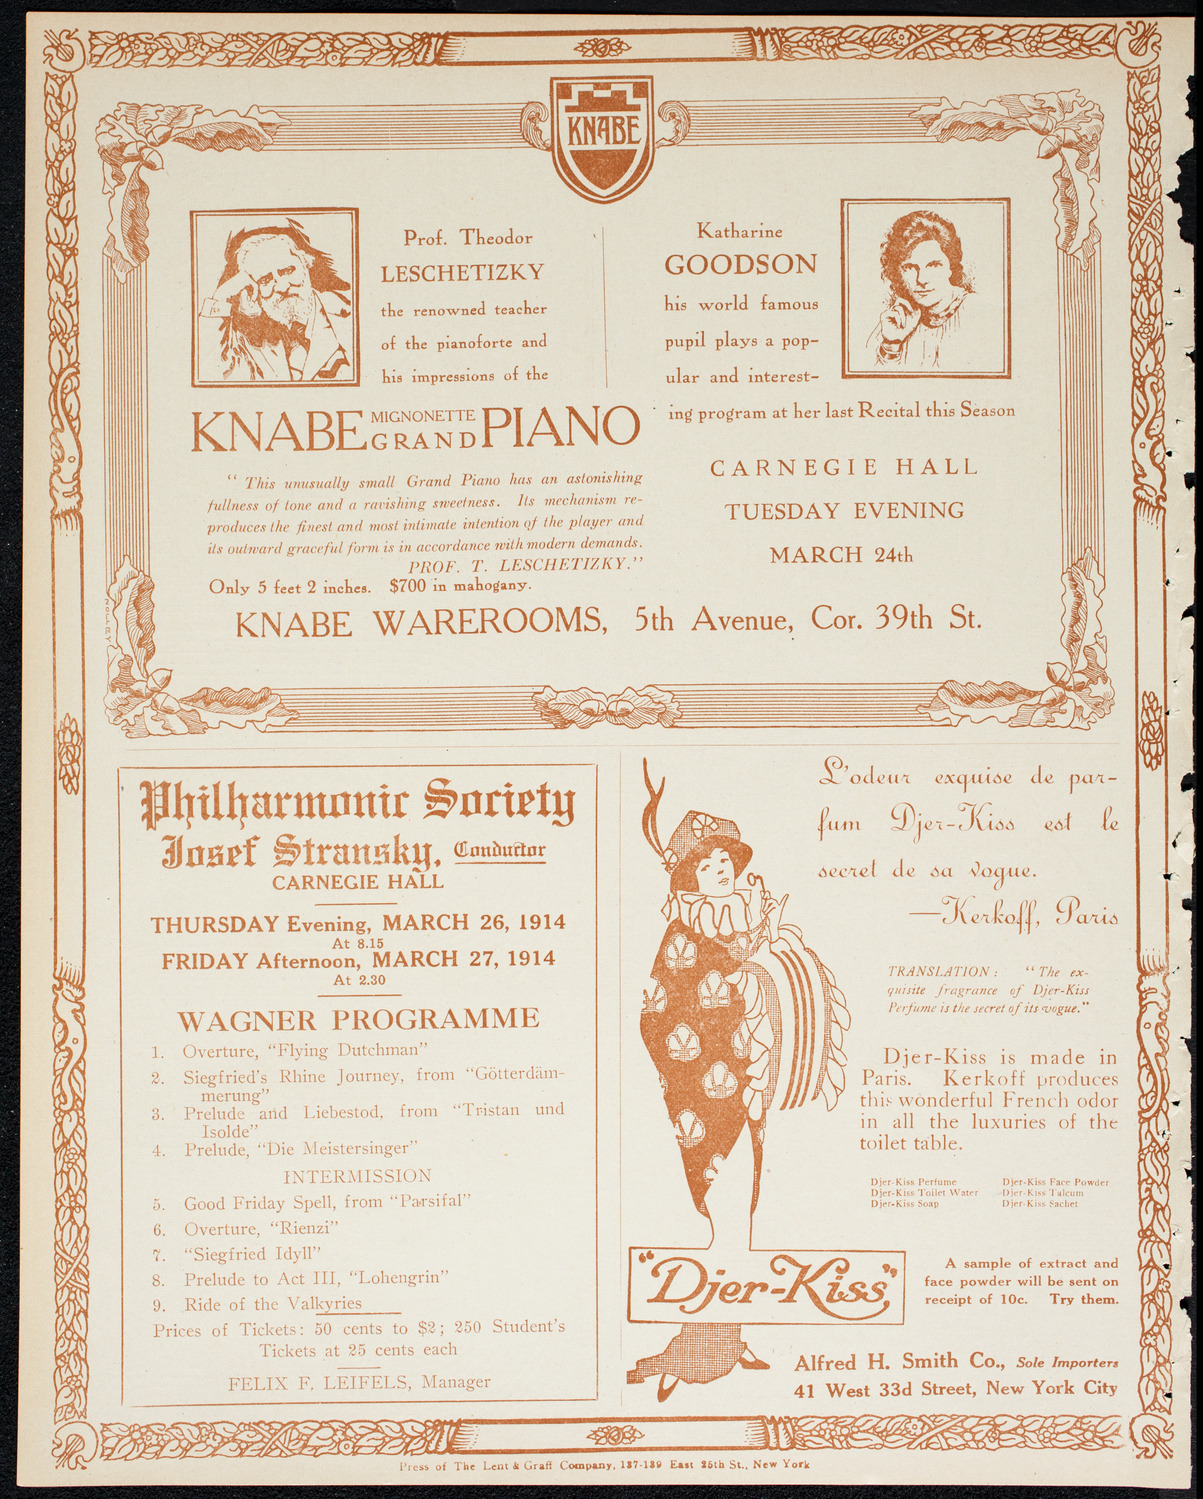 KNABE
Prof. Theodor
LESCHETIZKY
the renowned teacher
of the pianoforte and
his impressions of the
KNABE MIGNONETTE GRAND PIANO
“ This unusually small Grand Piano has an astonishing
fullness of tone and a ravishing sweetness. Its mechanism re-
produces the finest and most intimate intention of the player and
its outward graceful form is in accordance with modern demands.
PROF. T. LESCHETIZKY.”
Only 5 feet 2 inches. $700 in mahogany.
Katharine
GOODSON
his world famous
pupil plays a pop-
ular and interest-
ing program at her last Recital this Season
CARNEGIE HALL
TUESDAY EVENING
MARCH 24th
KNABE WAREROOMS, 5th Avenue, Cor. 39th St.
Philharmonic Society
Josef Stransky, Conductor
CARNEGIE HALL
THURSDAY Evening, MARCH 26, 1914
At 8.15
FRIDAY Afternoon, MARCH 27, 1914
At 2.30
WAGNER PROGRAMME
1. Overture, “Flying Dutchman”
2. Siegfried's Rhine Journey, from “Götterdäm-
merung”
3. Prelude and Liebestod, from “Tristan und
Isolde”
4. Prelude, “Die Meistersinger”
INTERMISSION
5. Good Friday Spell, from “Parsifal”
6. Overture, “Rienzi”
7. “Siegfried Idyll”
8. Prelude to Act III, “Lohengrin”
9. Ride of the Valkyries
Prices of Tickets: 50 cents to $2; 250 Student's
Tickets at 25 cents each
FELIX F. LEIFELS, Manager
L'odeur exquise de par-
fum Djer-Kiss est le
secret de sa vogue.
—Kerkoff, Paris
TRANSLATION: “The ex-
quisite fragrance of Djer-Kiss
Perfume is the secret of its vogue.”
Djer-Kiss is made in
Paris. Kerkoff produces
this wonderful French odor
in all the luxuries of the
toilet table.
Djer-Kiss Perfume Djer-Kiss Face Powder
Djer-Kiss Toilet Water Djer-Kiss Talcum
Djer-Kiss Soap Djer-Kiss Sachet
“Djer-Kiss”
A sample of extract and
face powder will be sent on
receipt of 10c. Try them.
Alfred H. Smith Co., Sole Importers
41 West 33d Street, New York City
Press of The Lent & Graff Company, 137-139 East 25th St., New York